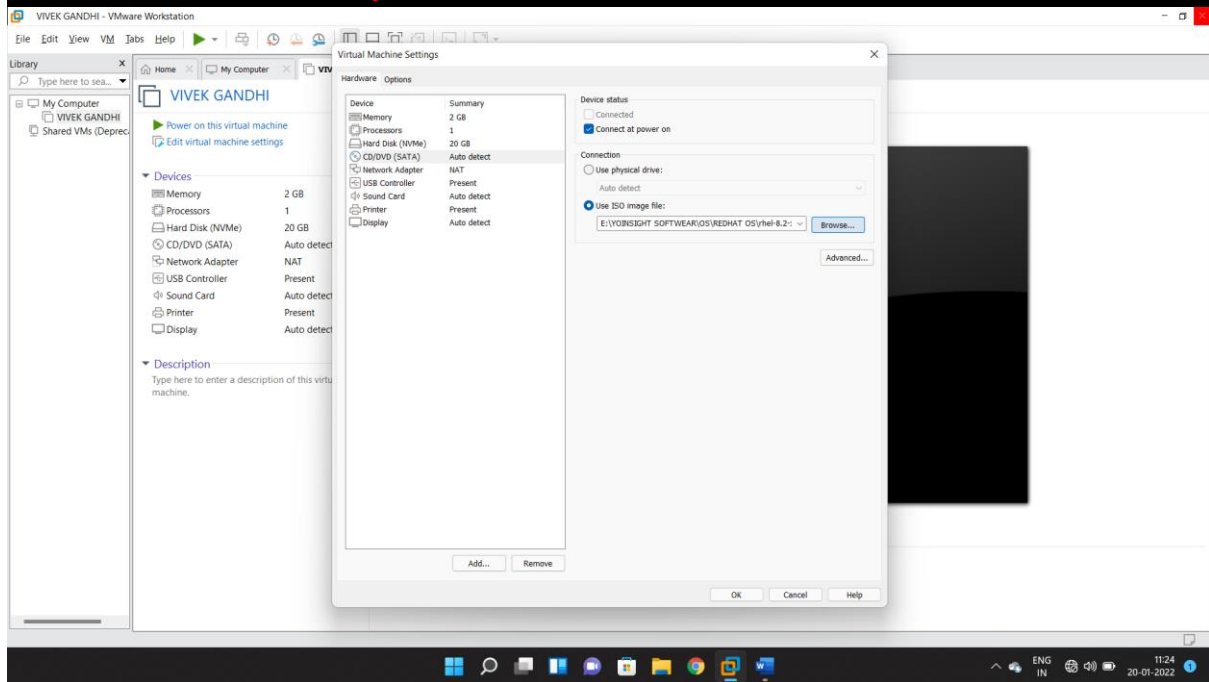 VIVEK GANDHI - VMware Workstation
File Edit View VM Tabs Help
Library X
Type here to sea...
My Computer
VIVEK GANDHI
Shared VMs (Deprec
Home
My Computer
VIV
VIVEK GANDHI
Power on this virtual machine
Edit virtual machine settings
Devices
Memory 2 GB
Processors 1
Hard Disk (NVMe) 20 GB
CD/DVD (SATA) Auto detect
Network Adapter NAT
USB Controller Present
Sound Card Auto detect
Printer Present
Display Auto detect
Description
Type here to enter a description of this virtu
machine.
Virtual Machine Settings
Hardware Options
Device Summary
Memory 2 GB
Processors 1
Hard Disk (NVMe) 20 GB
CD/DVD (SATA) Auto detect
Network Adapter NAT
USB Controller Present
Sound Card Auto detect
Printer Present
Display Auto detect
Add... Remove
Device status
Connected
Connect at power on
Connection
Use physical drive:
Auto detect
Use ISO image file:
E:\YOINSIGHT SOFTWEAR\OS\REDHAT OS\rhel-8.2-: Browse...
Advanced...
OK Cancel Help
ENG
IN
11:24
20-01-2022
1